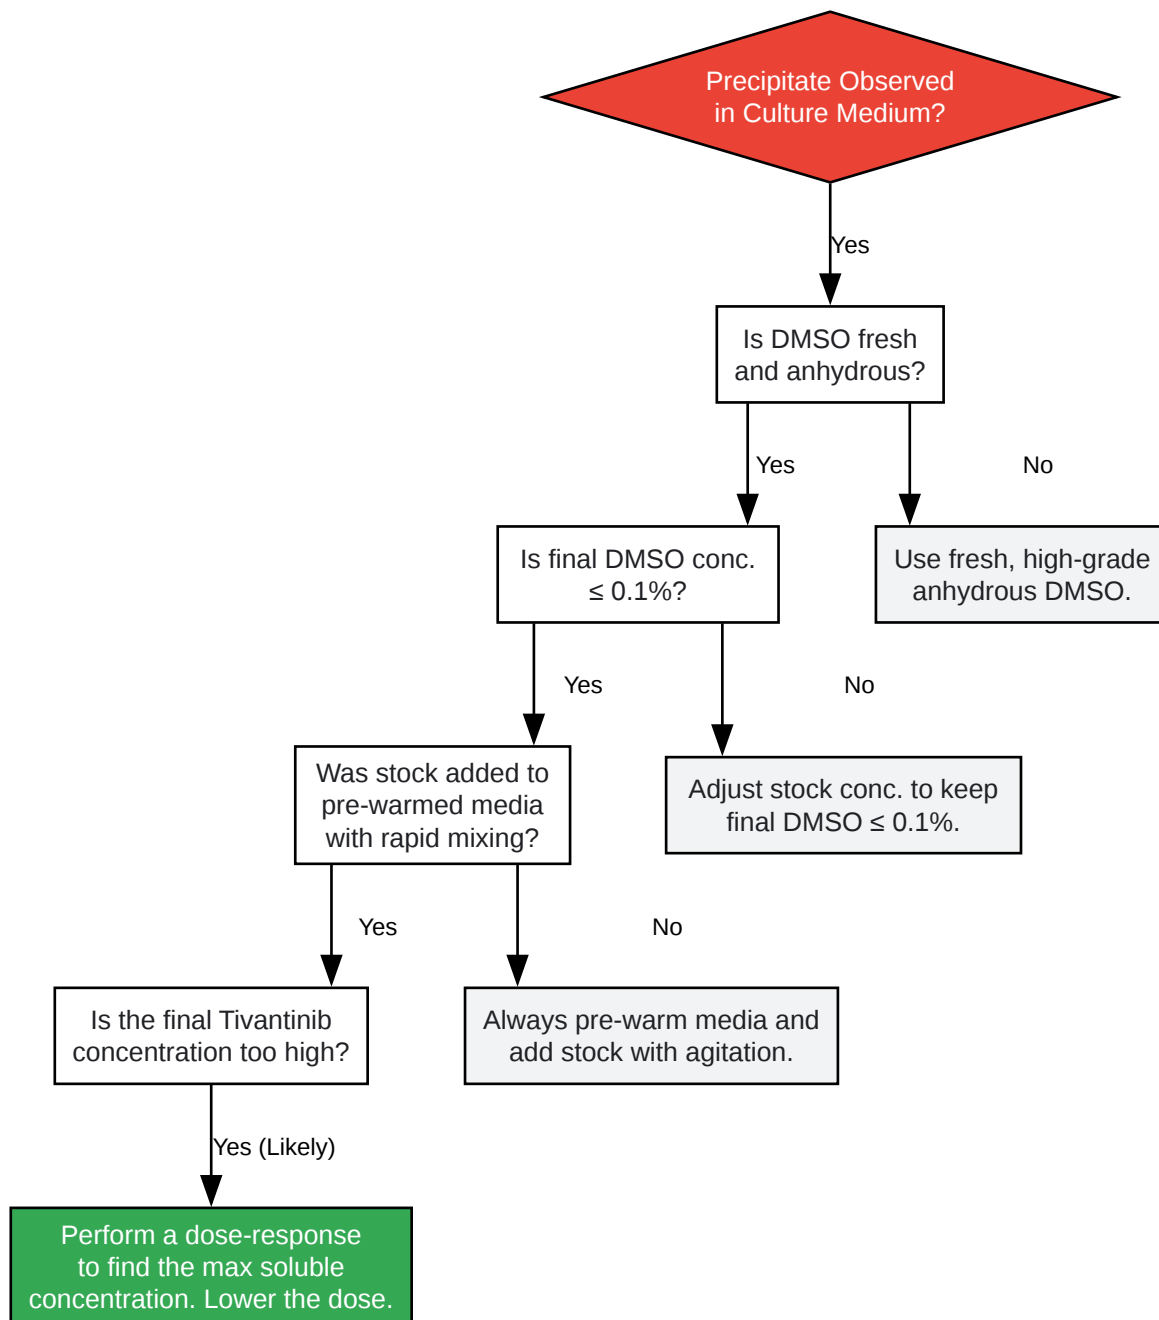 Precipitate Observed
in Culture Medium?
Yes
Is DMSO fresh
and anhydrous?
Yes
No
Is final DMSO conc.
≤ 0.1%?
Use fresh, high-grade
anhydrous DMSO.
Yes
No
Was stock added to
pre-warmed media
with rapid mixing?
Adjust stock conc. to keep
final DMSO ≤ 0.1%.
Yes
No
Is the final Tivantinib
concentration too high?
Always pre-warm media and
add stock with agitation.
Yes (Likely)
Perform a dose-response
to find the max soluble
concentration. Lower the dose.